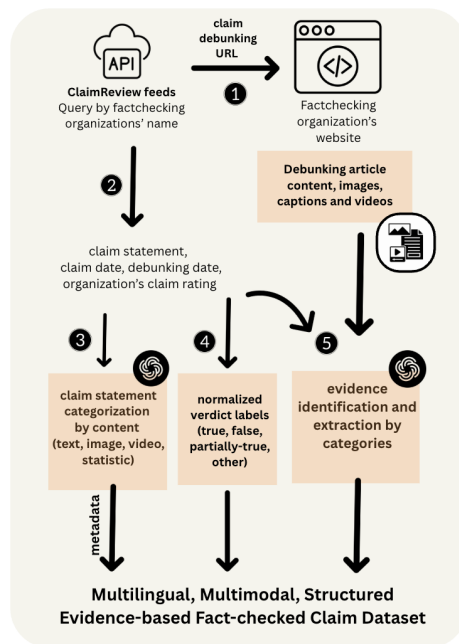 claim
debunking
URL
API
1
ClaimReview feeds
Query by factchecking
organizations' name
Factchecking
organization's
website
2
Debunking article
content, images,
captions and videos
claim statement,
claim date, debunking date,
organization's claim rating
3
4
5
claim statement
categorization
by content
(text, image, video,
statistic)
normalized
verdict labels
(true, false,
partially-true,
other)
evidence
identification and
extraction by
categories
metadata
Multilingual, Multimodal, Structured
Evidence-based Fact-checked Claim Dataset